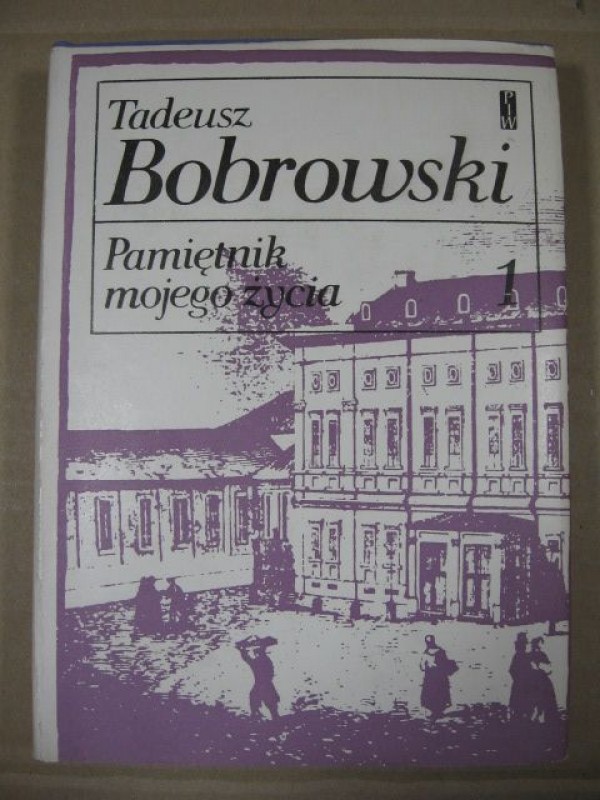 Tadeusz
Bobrowski
PIW
Pamiętnik
mojego życia
1